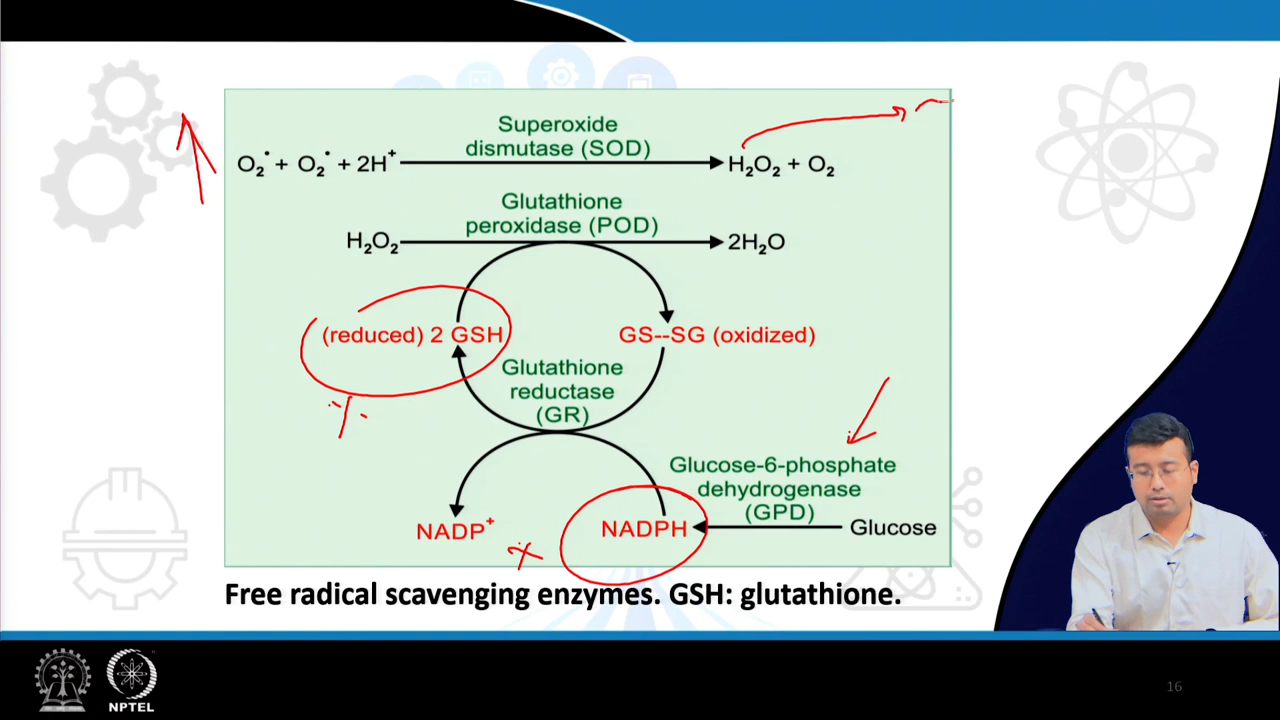 Superoxide
dismutase (SOD)
O₂• + O₂• + 2H⁺ H₂O₂ + O₂
Glutathione
peroxidase (POD)
H₂O₂ 2H₂O
(reduced) 2 GSH GS--SG (oxidized)
Glutathione
reductase
(GR)
Glucose-6-phosphate
dehydrogenase
(GPD)
NADP⁺ NADPH Glucose
Free radical scavenging enzymes. GSH: glutathione.
NPTEL
16